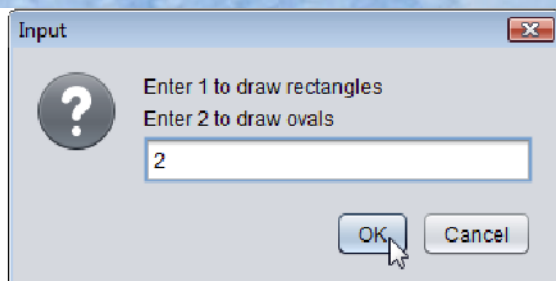 Input
Enter 1 to draw rectangles
Enter 2 to draw ovals
2
OK
Cancel